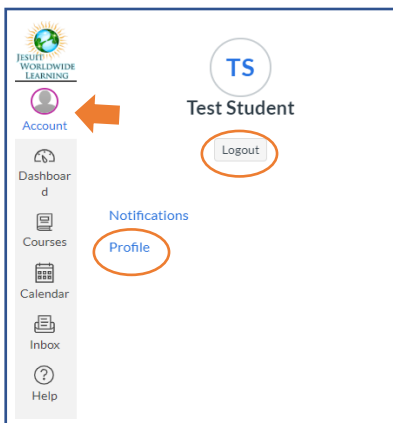 JESUIT
WORLDWIDE
LEARNING
Account
Dashboar
d
Courses
Calendar
Inbox
Help
TS
Test Student
Logout
Notifications
Profile